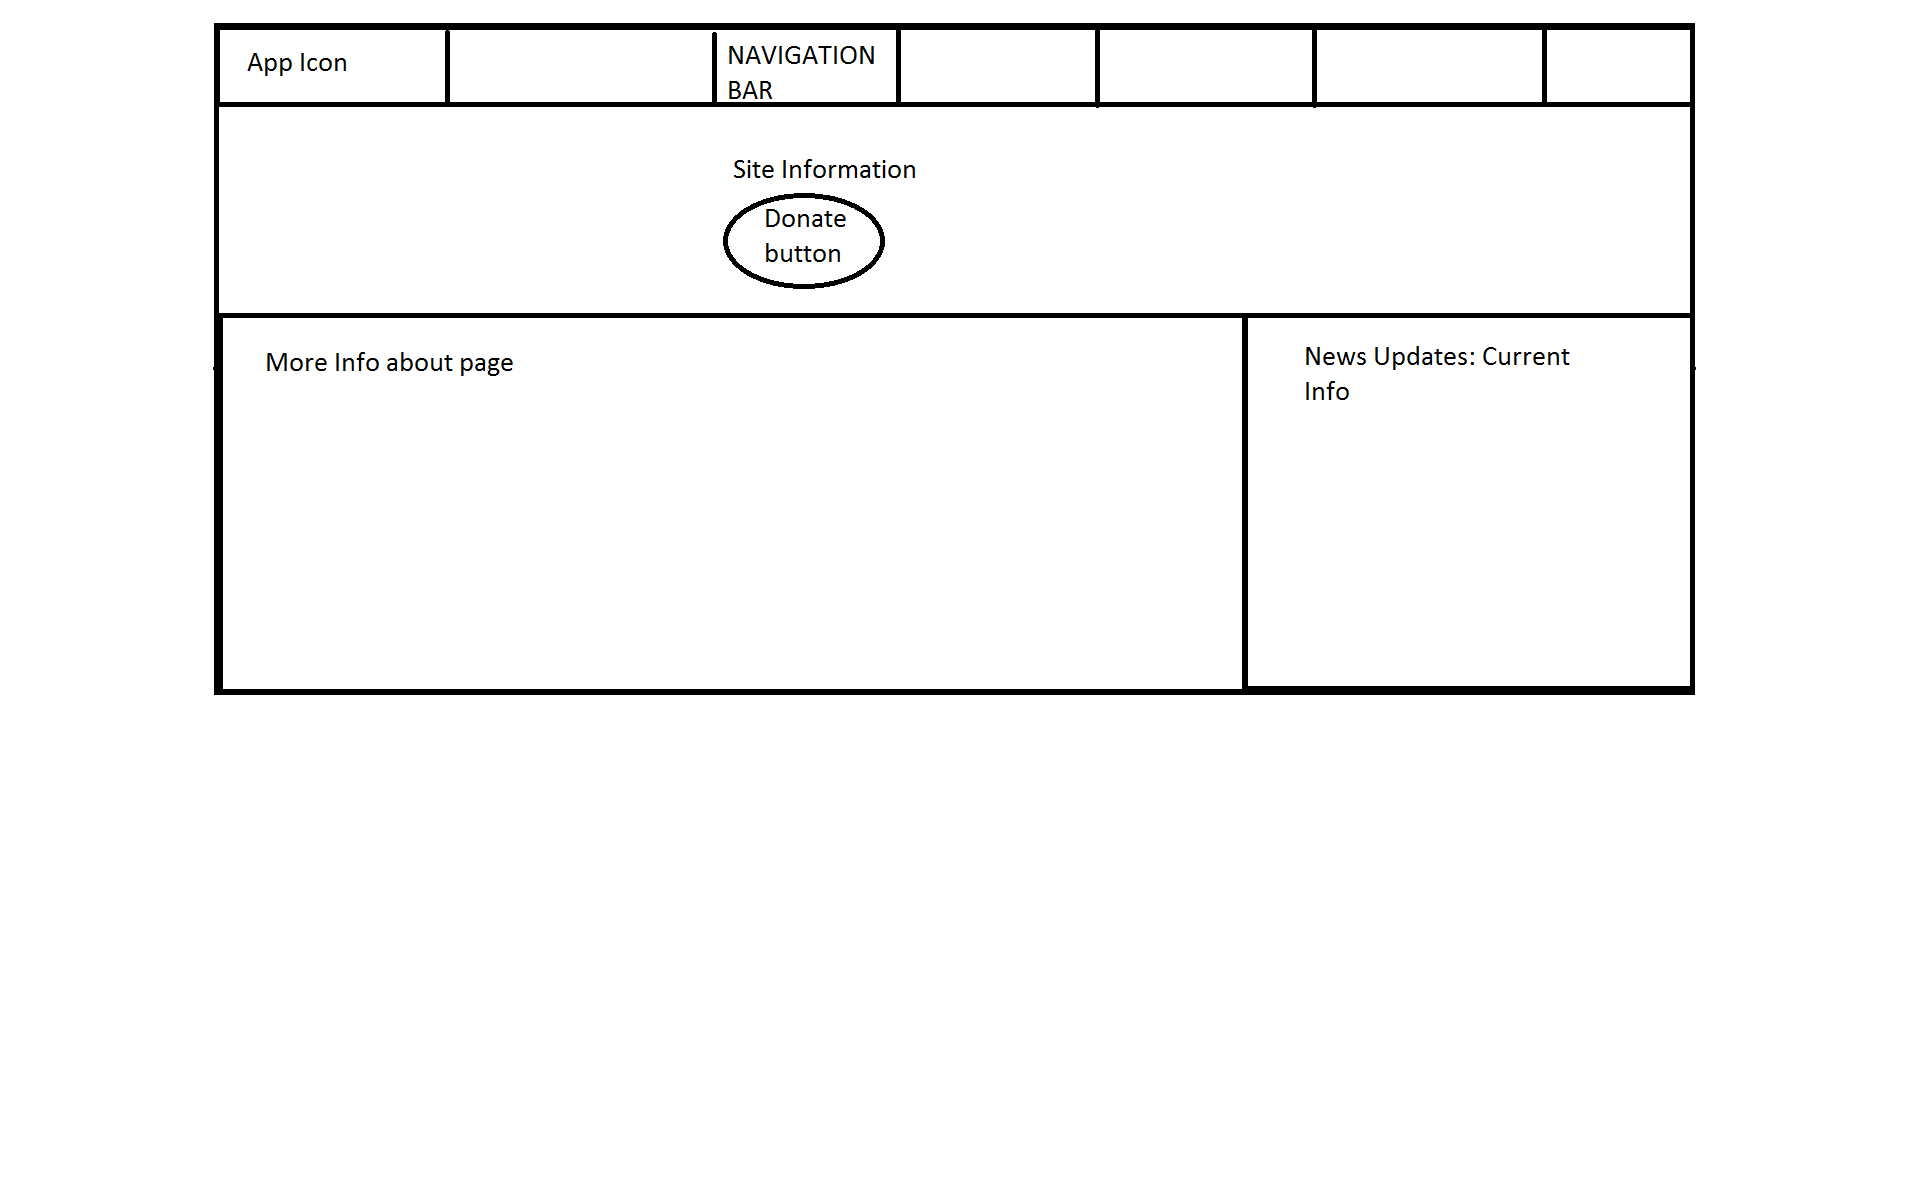 App Icon
NAVIGATION
BAR
Site Information
Donate
button
More Info about page
News Updates: Current
Info